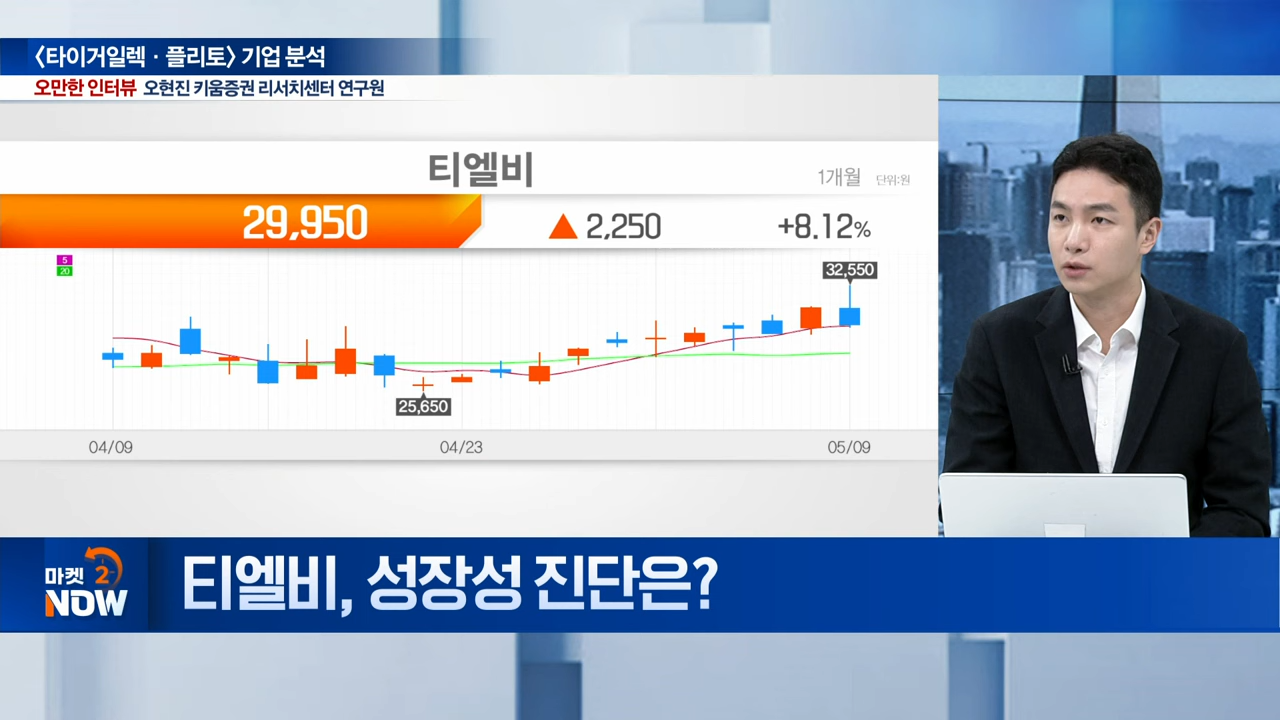 <타이거일렉 · 플리토> 기업 분석
오만한 인터뷰 오현진 키움증권 리서치센터 연구원
티엘비
1개월 단위:원
29,950 ▲ 2,250 +8.12%
5
20
32,550
25,650
04/09 04/23 05/09
마켓 2
NOW
티엘비, 성장성 진단은?